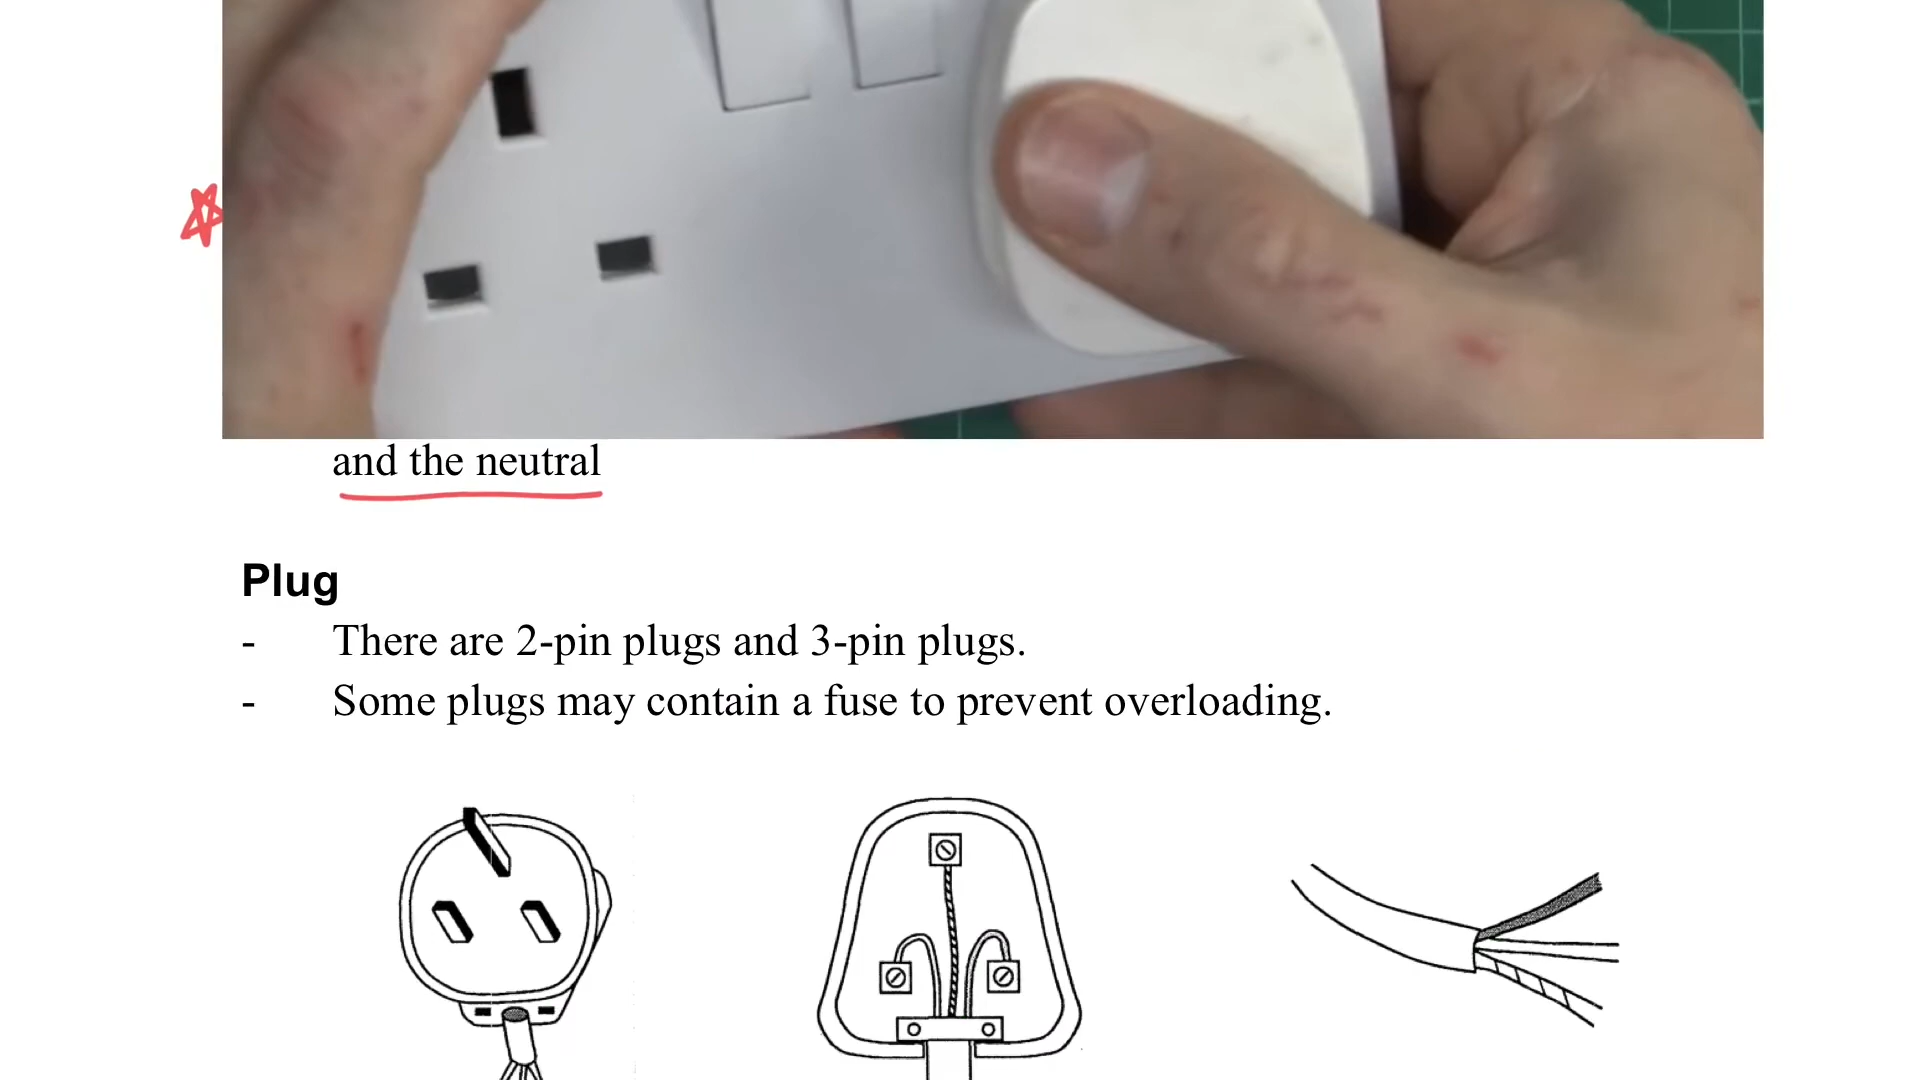 and the neutral
Plug
- There are 2-pin plugs and 3-pin plugs.
- Some plugs may contain a fuse to prevent overloading.